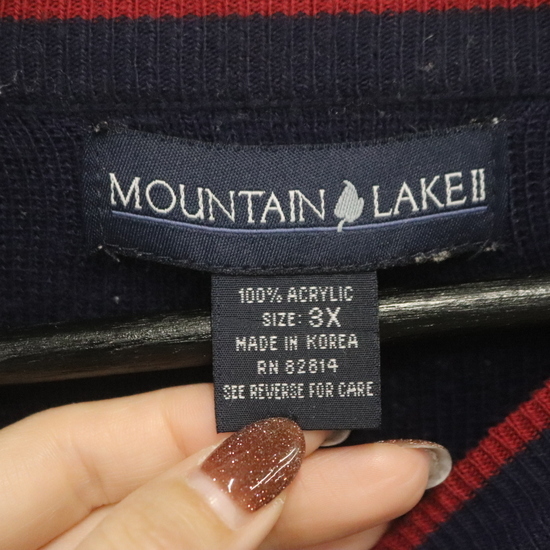 MOUNTAIN LAKE II
100% ACRYLIC
SIZE: 3X
MADE IN KOREA
RN 82814
SEE REVERSE FOR CARE